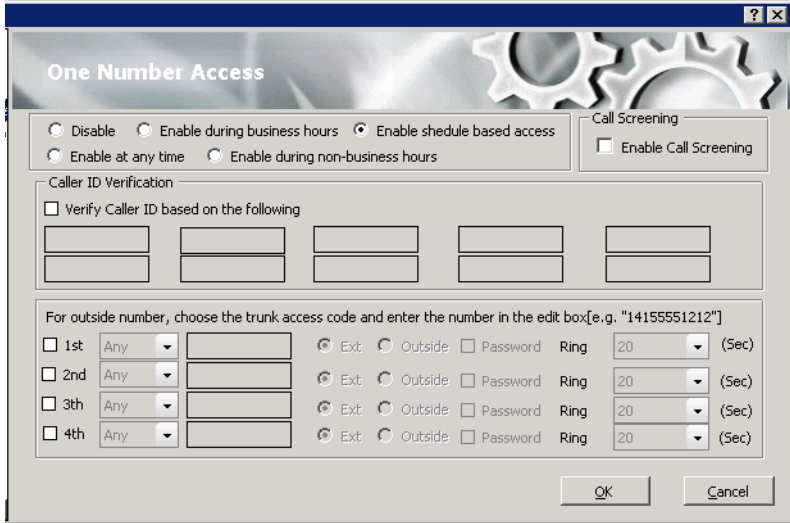 One Number Access
Disable Enable during business hours Enable shedule based access
Enable at any time Enable during non-business hours
Call Screening
Enable Call Screening
Caller ID Verification
Verify Caller ID based on the following
For outside number, choose the trunk access code and enter the number in the edit box[e.g. "14155551212"]
1st Any Ext Outside Password Ring 20 (Sec)
2nd Any Ext Outside Password Ring 20 (Sec)
3th Any Ext Outside Password Ring 20 (Sec)
4th Any Ext Outside Password Ring 20 (Sec)
OK Cancel